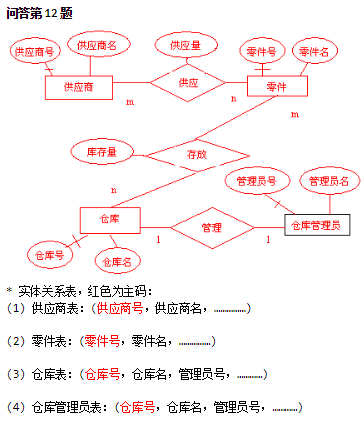 问答第12题
供应商号 供应商名 供应量 零件号 零件名
供应商 供应 零件
m n m
库存量 存放
管理员号 管理员名
n
仓库 管理 仓库管理员
1 1
仓库号 仓库名
* 实体关系表，红色为主码：
（1）供应商表：（供应商号，供应商名，..............）
（2）零件表：（零件号，零件名，..............）
（3）仓库表：（仓库号，仓库名，管理员号，...........）
（4）仓库管理员表：（仓库号，仓库名，管理员号，...........）